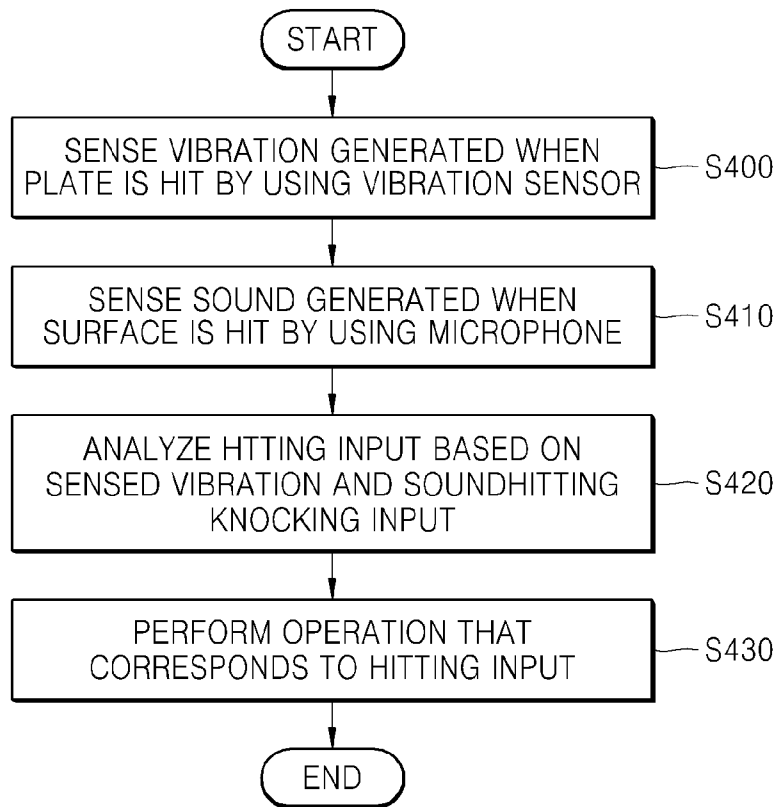 START
SENSE VIBRATION GENERATED WHEN
PLATE IS HIT BY USING VIBRATION SENSOR
S400
SENSE SOUND GENERATED WHEN
SURFACE IS HIT BY USING MICROPHONE
S410
ANALYZE HTTING INPUT BASED ON
SENSED VIBRATION AND SOUNDHITTING
KNOCKING INPUT
S420
PERFORM OPERATION THAT
CORRESPONDS TO HITTING INPUT
S430
END